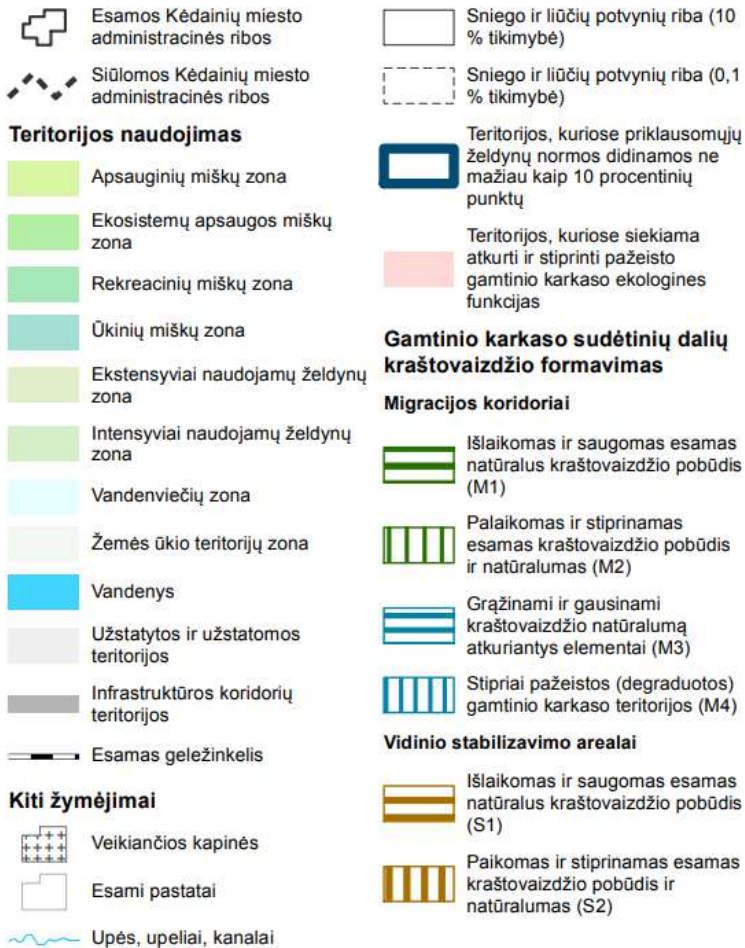 Esamos Kėdainių miesto
administracinės ribos
Siūlomos Kėdainių miesto
administracinės ribos
Teritorijos naudojimas
Apsauginių miškų zona
Ekosistemų apsaugos miškų
zona
Rekreacinių miškų zona
Ūkinių miškų zona
Ekstensyviai naudojamų želdynų
zona
Intensyviai naudojamų želdynų
zona
Vandenviečių zona
Žemės ūkio teritorijų zona
Vandenys
Užstatytos ir užstatomos
teritorijos
Infrastruktūros koridorių
teritorijos
Esamas geležinkelis
Kiti žymėjimai
Veikiančios kapinės
Esami pastatai
Upės, upeliai, kanalai
Sniego ir liūčių potvynių riba (10
% tikimybė)
Sniego ir liūčių potvynių riba (0,1
% tikimybė)
Teritorijos, kuriose priklausomųjų
želdynų normos didinamos ne
mažiau kaip 10 procentinių
punktų
Teritorijos, kuriose siekiama
atkurti ir stiprinti pažeisto
gamtinio karkaso ekologines
funkcijas
Gamtinio karkaso sudėtinių dalių
kraštovaizdžio formavimas
Migracijos koridoriai
Išlaikomas ir saugomas esamas
natūralus kraštovaizdžio pobūdis
(M1)
Palaikomas ir stiprinamas
esamas kraštovaizdžio pobūdis
ir natūralumas (M2)
Grąžinami ir gausinami
kraštovaizdžio natūralumą
atkuriantys elementai (M3)
Stipriai pažeistos (degraduotos)
gamtinio karkaso teritorijos (M4)
Vidinio stabilizavimo arealai
Išlaikomas ir saugomas esamas
natūralus kraštovaizdžio pobūdis
(S1)
Paikomas ir stiprinamas esamas
kraštovaizdžio pobūdis ir
natūralumas (S2)